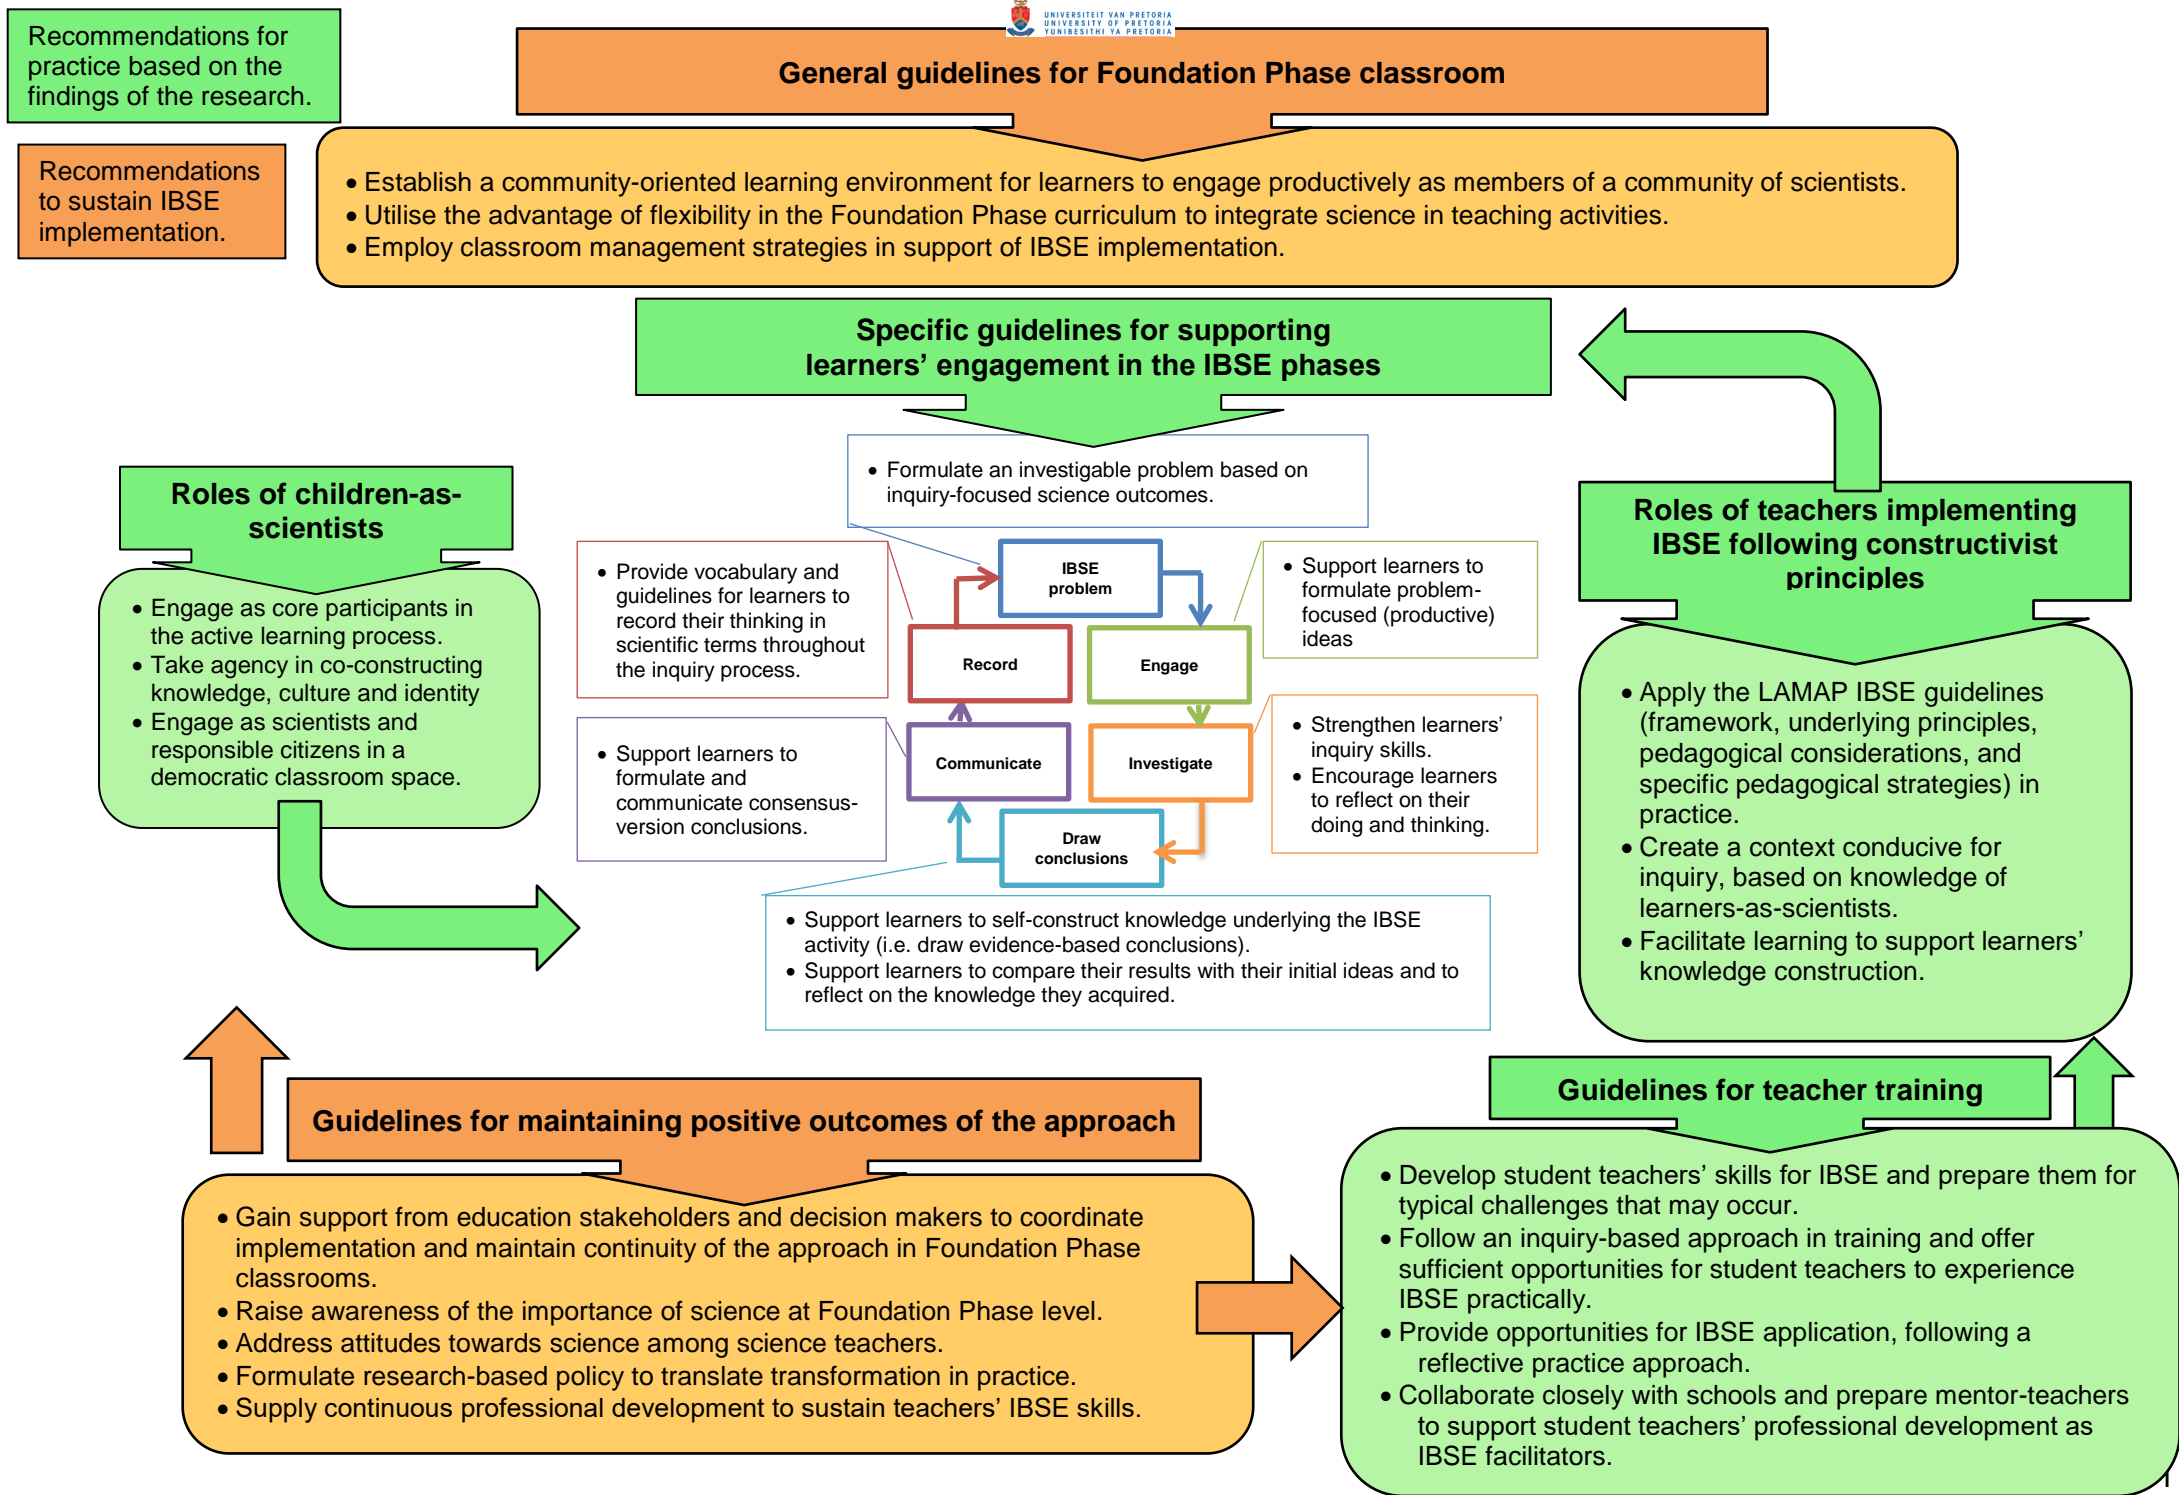 UNIVERSITEIT VAN PRETORIA
UNIVERSITY OF PRETORIA
YUNIBESITHI YA PRETORIA
Recommendations for
practice based on the
findings of the research.
General guidelines for Foundation Phase classroom
Recommendations
to sustain IBSE
implementation.
• Establish a community-oriented learning environment for learners to engage productively as members of a community of scientists.
• Utilise the advantage of flexibility in the Foundation Phase curriculum to integrate science in teaching activities.
• Employ classroom management strategies in support of IBSE implementation.
Specific guidelines for supporting
learners’ engagement in the IBSE phases
• Formulate an investigable problem based on
inquiry-focused science outcomes.
Roles of children-as-
scientists
• Engage as core participants in
the active learning process.
• Take agency in co-constructing
knowledge, culture and identity
• Engage as scientists and
responsible citizens in a
democratic classroom space.
• Provide vocabulary and
guidelines for learners to
record their thinking in
scientific terms throughout
the inquiry process.
IBSE
problem
• Support learners to
formulate problem-
focused (productive)
ideas
Record
Engage
• Support learners to
formulate and
communicate consensus-
version conclusions.
Communicate
Investigate
• Strengthen learners’
inquiry skills.
• Encourage learners
to reflect on their
doing and thinking.
Draw
conclusions
• Support learners to self-construct knowledge underlying the IBSE
activity (i.e. draw evidence-based conclusions).
• Support learners to compare their results with their initial ideas and to
reflect on the knowledge they acquired.
Roles of teachers implementing
IBSE following constructivist
principles
• Apply the LAMAP IBSE guidelines
(framework, underlying principles,
pedagogical considerations, and
specific pedagogical strategies) in
practice.
• Create a context conducive for
inquiry, based on knowledge of
learners-as-scientists.
• Facilitate learning to support learners’
knowledge construction.
Guidelines for maintaining positive outcomes of the approach
• Gain support from education stakeholders and decision makers to coordinate
implementation and maintain continuity of the approach in Foundation Phase
classrooms.
• Raise awareness of the importance of science at Foundation Phase level.
• Address attitudes towards science among science teachers.
• Formulate research-based policy to translate transformation in practice.
• Supply continuous professional development to sustain teachers’ IBSE skills.
Guidelines for teacher training
• Develop student teachers’ skills for IBSE and prepare them for
typical challenges that may occur.
• Follow an inquiry-based approach in training and offer
sufficient opportunities for student teachers to experience
IBSE practically.
• Provide opportunities for IBSE application, following a
reflective practice approach.
• Collaborate closely with schools and prepare mentor-teachers
to support student teachers’ professional development as
IBSE facilitators.